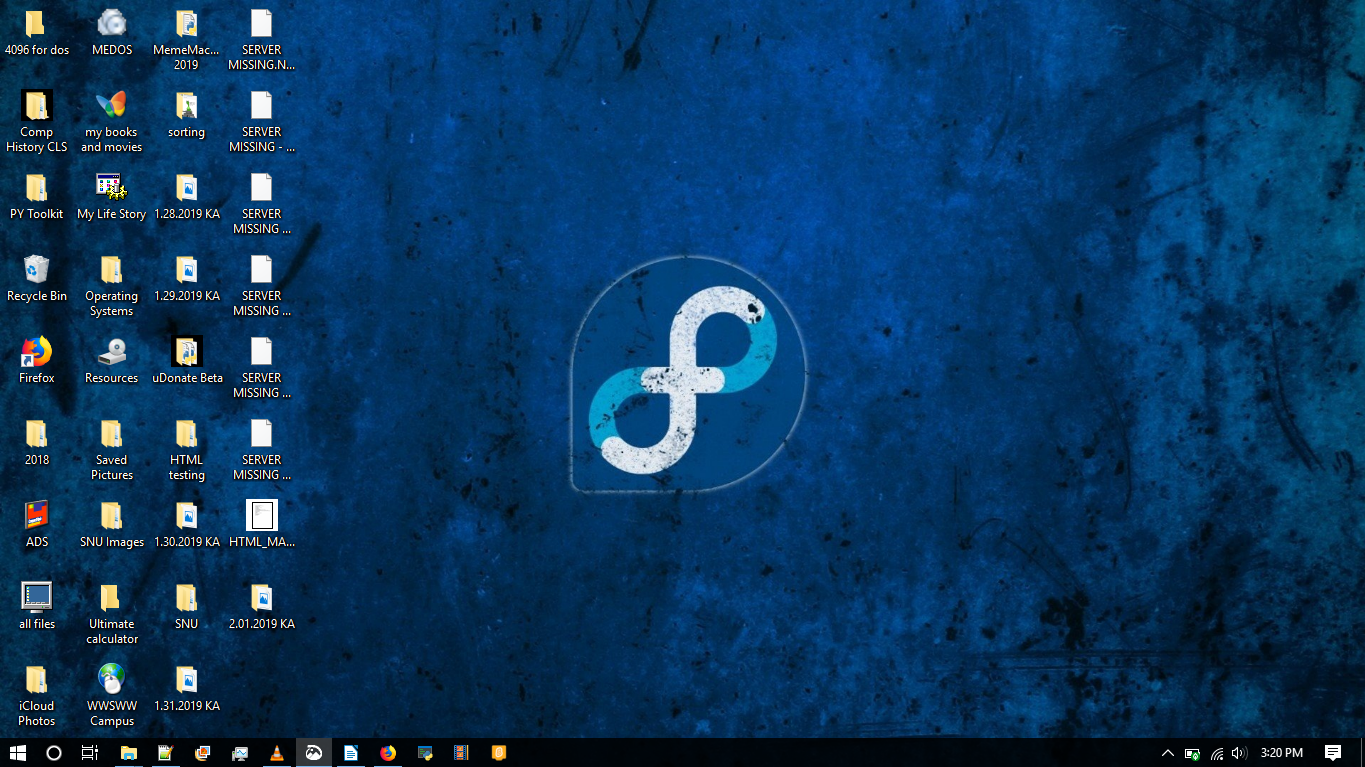 4096 for dos
MEDOS
MemeMac...
2019
SERVER
MISSING.N...
Comp
History CLS
my books
and movies
sorting
SERVER
MISSING - ...
PY Toolkit
My Life Story
1.28.2019 KA
SERVER
MISSING ...
Recycle Bin
Operating
Systems
1.29.2019 KA
SERVER
MISSING ...
Firefox
Resources
uDonate Beta
SERVER
MISSING ...
2018
Saved
Pictures
HTML
testing
SERVER
MISSING ...
ADS
SNU Images
1.30.2019 KA
HTML_MA...
all files
Ultimate
calculator
SNU
2.01.2019 KA
iCloud
Photos
WWSWW
Campus
1.31.2019 KA
3:20 PM